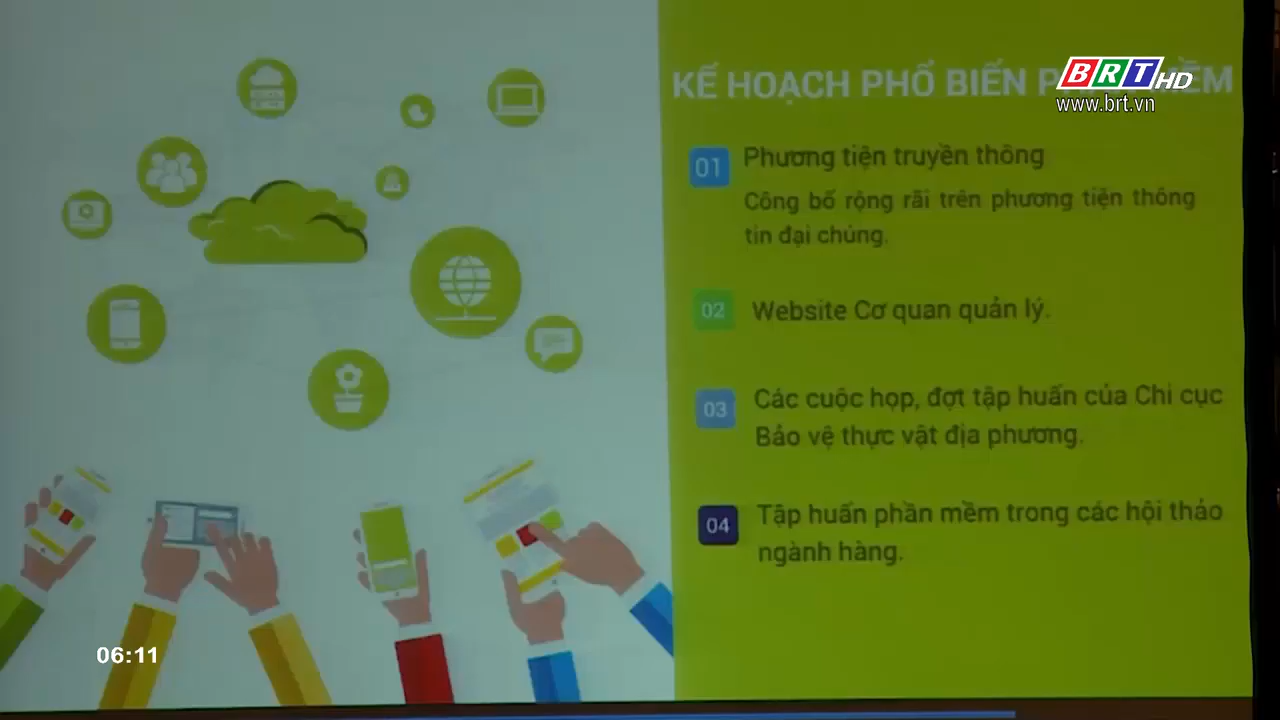 BRT HD
www.brt.vn
KẾ HOẠCH PHỔ BIẾN MỀM
01
Phương tiện truyền thông
Công bố rộng rãi trên phương tiện thông
tin đại chúng.
02
Website Cơ quan quản lý.
03
Các cuộc họp, đợt tập huấn của Chi cục
Bảo vệ thực vật địa phương.
04
Tập huấn phần mềm trong các hội thảo
ngành hàng.
06:11